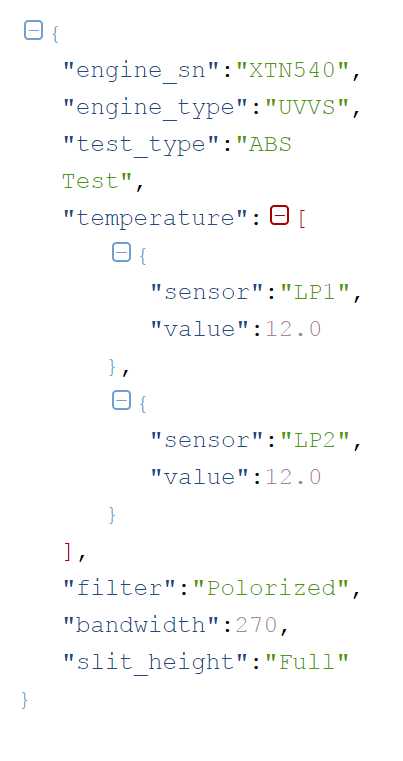 {
"engine_sn":"XTN540",
"engine_type":"UVVS",
"test_type":"ABS
Test",
"temperature":[
{
"sensor":"LP1",
"value":12.0
},
{
"sensor":"LP2",
"value":12.0
}
],
"filter":"Polorized",
"bandwidth":270,
"slit_height":"Full"
}